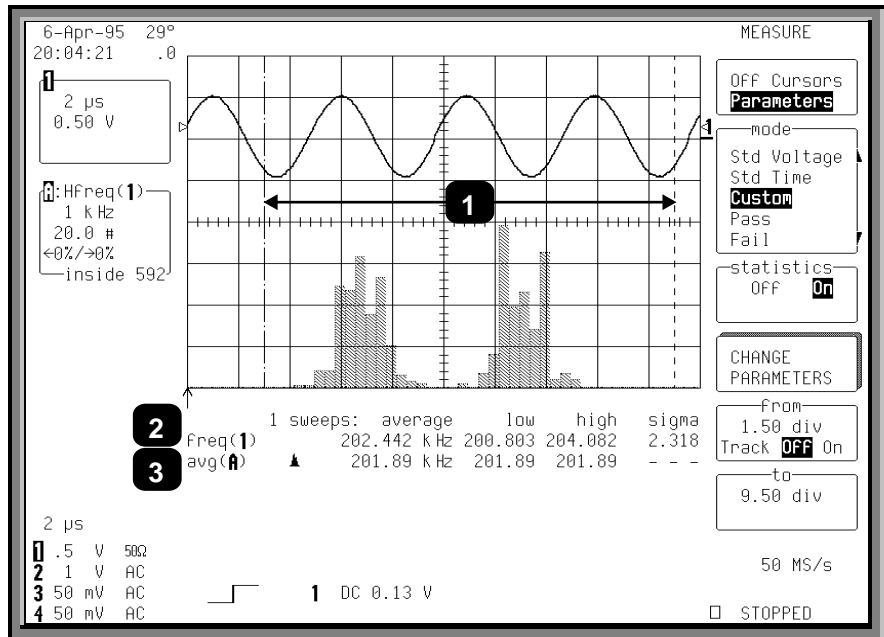 6-Apr-95 29°
20:04:21 .0
1
2 µs
0.50 V
A:Hfreq(1)
1 kHz
20.0 #
←0%/→0%
inside 592
1
1
2
3
1 sweeps: average low high sigma
freq(1) 202.442 kHz 200.803 204.082 2.318
avg(A) 201.89 kHz 201.89 201.89 - - -
2 µs
1 .5 V 50Ω
2 1 V AC
3 50 mV AC
4 50 mV AC
1 DC 0.13 V
MEASURE
Off Cursors
Parameters
mode
Std Voltage
Std Time
Custom
Pass
Fail
statistics
Off On
CHANGE
PARAMETERS
from
1.50 div
Track Off On
to
9.50 div
50 MS/s
STOPPED